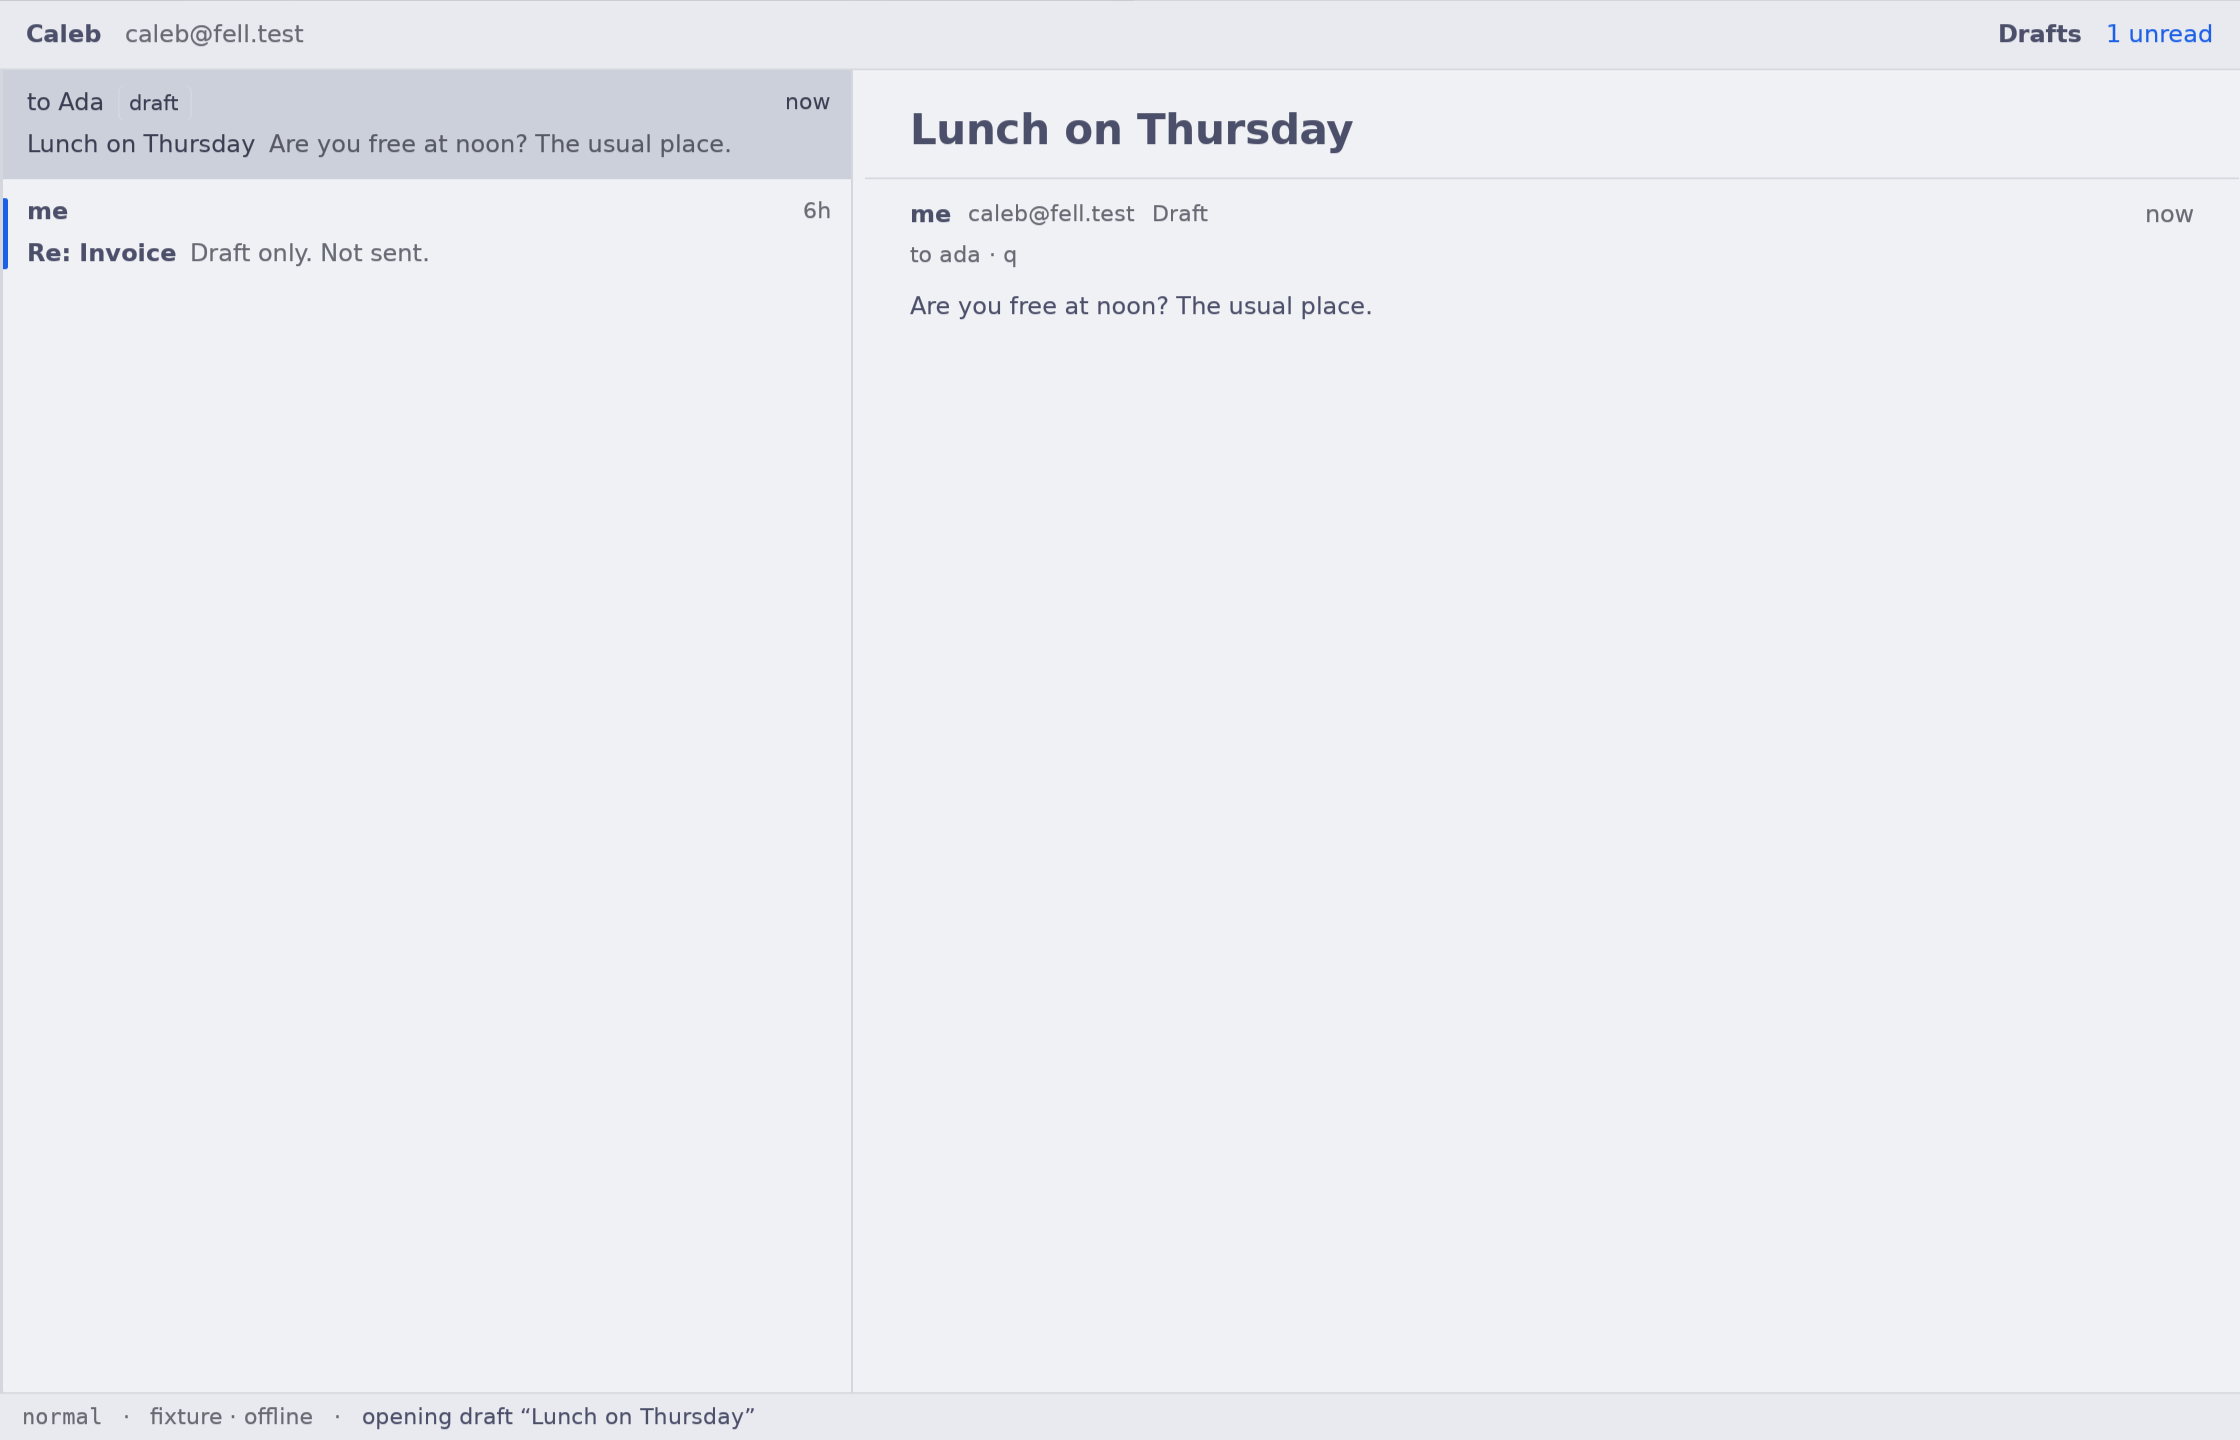 Caleb caleb@fell.test Drafts 1 unread
to Ada draft now
Lunch on Thursday Are you free at noon? The usual place.
me 6h
Re: Invoice Draft only. Not sent.
Lunch on Thursday
me caleb@fell.test Draft now
to ada · q
Are you free at noon? The usual place.
normal · fixture · offline · opening draft “Lunch on Thursday”